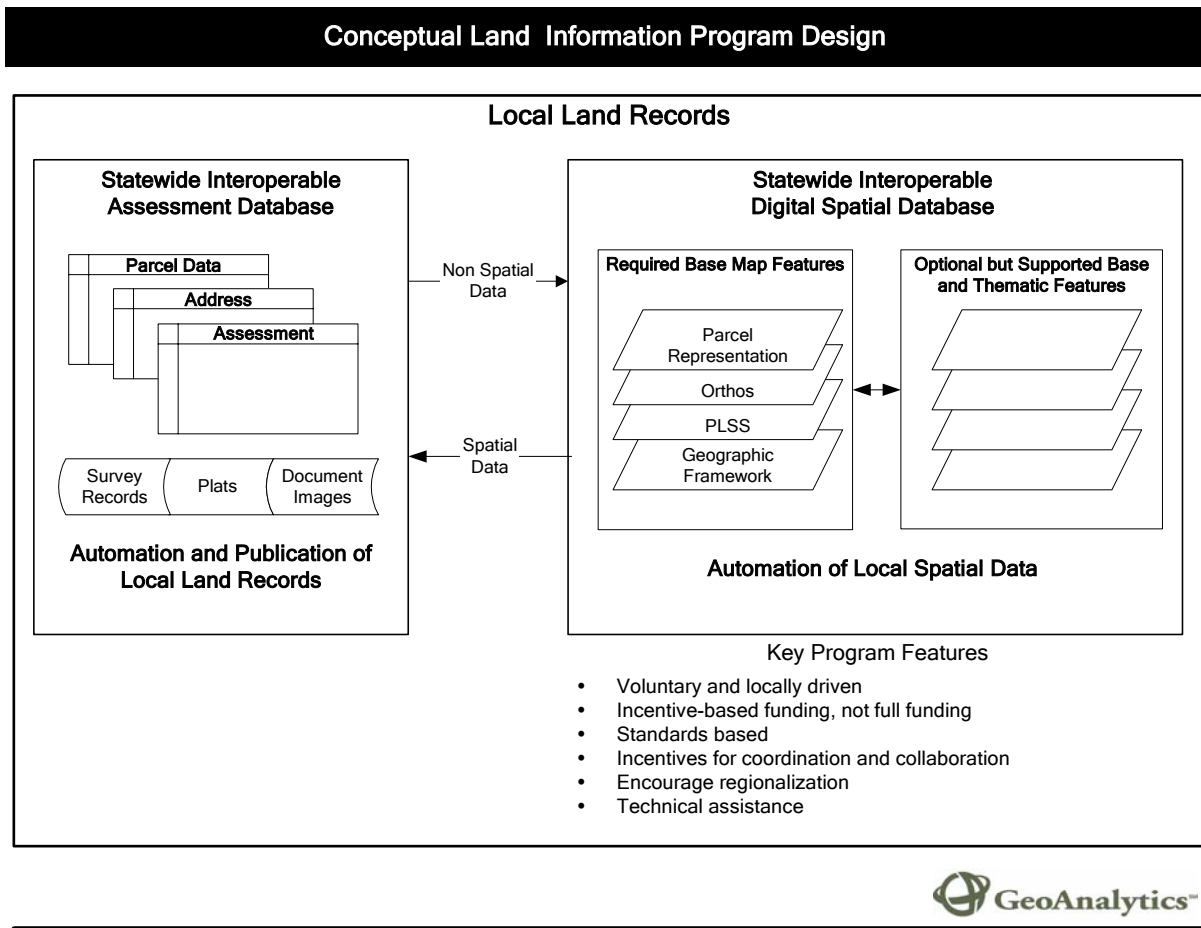 Conceptual Land Information Program Design
Local Land Records
Statewide Interoperable
Assessment Database
Parcel Data
Address
Assessment
Survey
Records
Plats
Document
Images
Automation and Publication of
Local Land Records
Non Spatial
Data
Spatial
Data
Statewide Interoperable
Digital Spatial Database
Required Base Map Features
Parcel
Representation
Orthos
PLSS
Geographic
Framework
Optional but Supported Base
and Thematic Features
Automation of Local Spatial Data
Key Program Features
• Voluntary and locally driven
• Incentive-based funding, not full funding
• Standards based
• Incentives for coordination and collaboration
• Encourage regionalization
• Technical assistance
GeoAnalytics